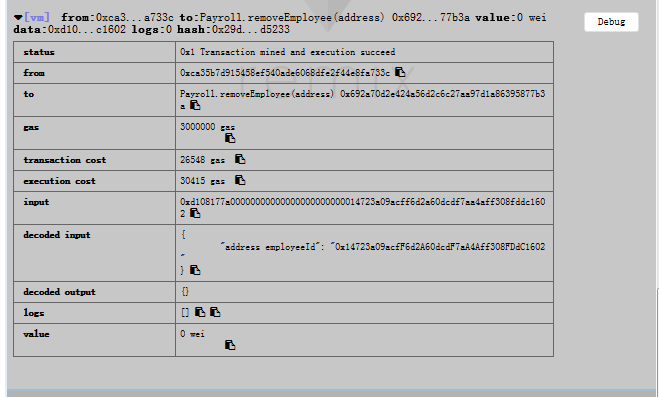 [vm] from:0xca3...a733c to:Payroll.removeEmployee(address) 0x692...77b3a value:0 wei
data:0xd10...c1602 logs:0 hash:0x29d...d5233
Debug
status 0x1 Transaction mined and execution succeed
from 0xca35b7d915458ef540ade6068dfe2f44e8fa733c
to Payroll.removeEmployee(address) 0x692a70d2e424a56d2c6c27aa97d1a86395877b3
a
gas 3000000 gas
transaction cost 26548 gas
execution cost 30415 gas
input 0xd108177a00000000000000000000000014723a09acff6d2a60dcdf7aa4aff308fddc160
2
decoded input {
"address employeeId": "0x14723a09acfF6d2A60dcdF7aA4Aff308FDdC1602
"
}
decoded output {}
logs []
value 0 wei